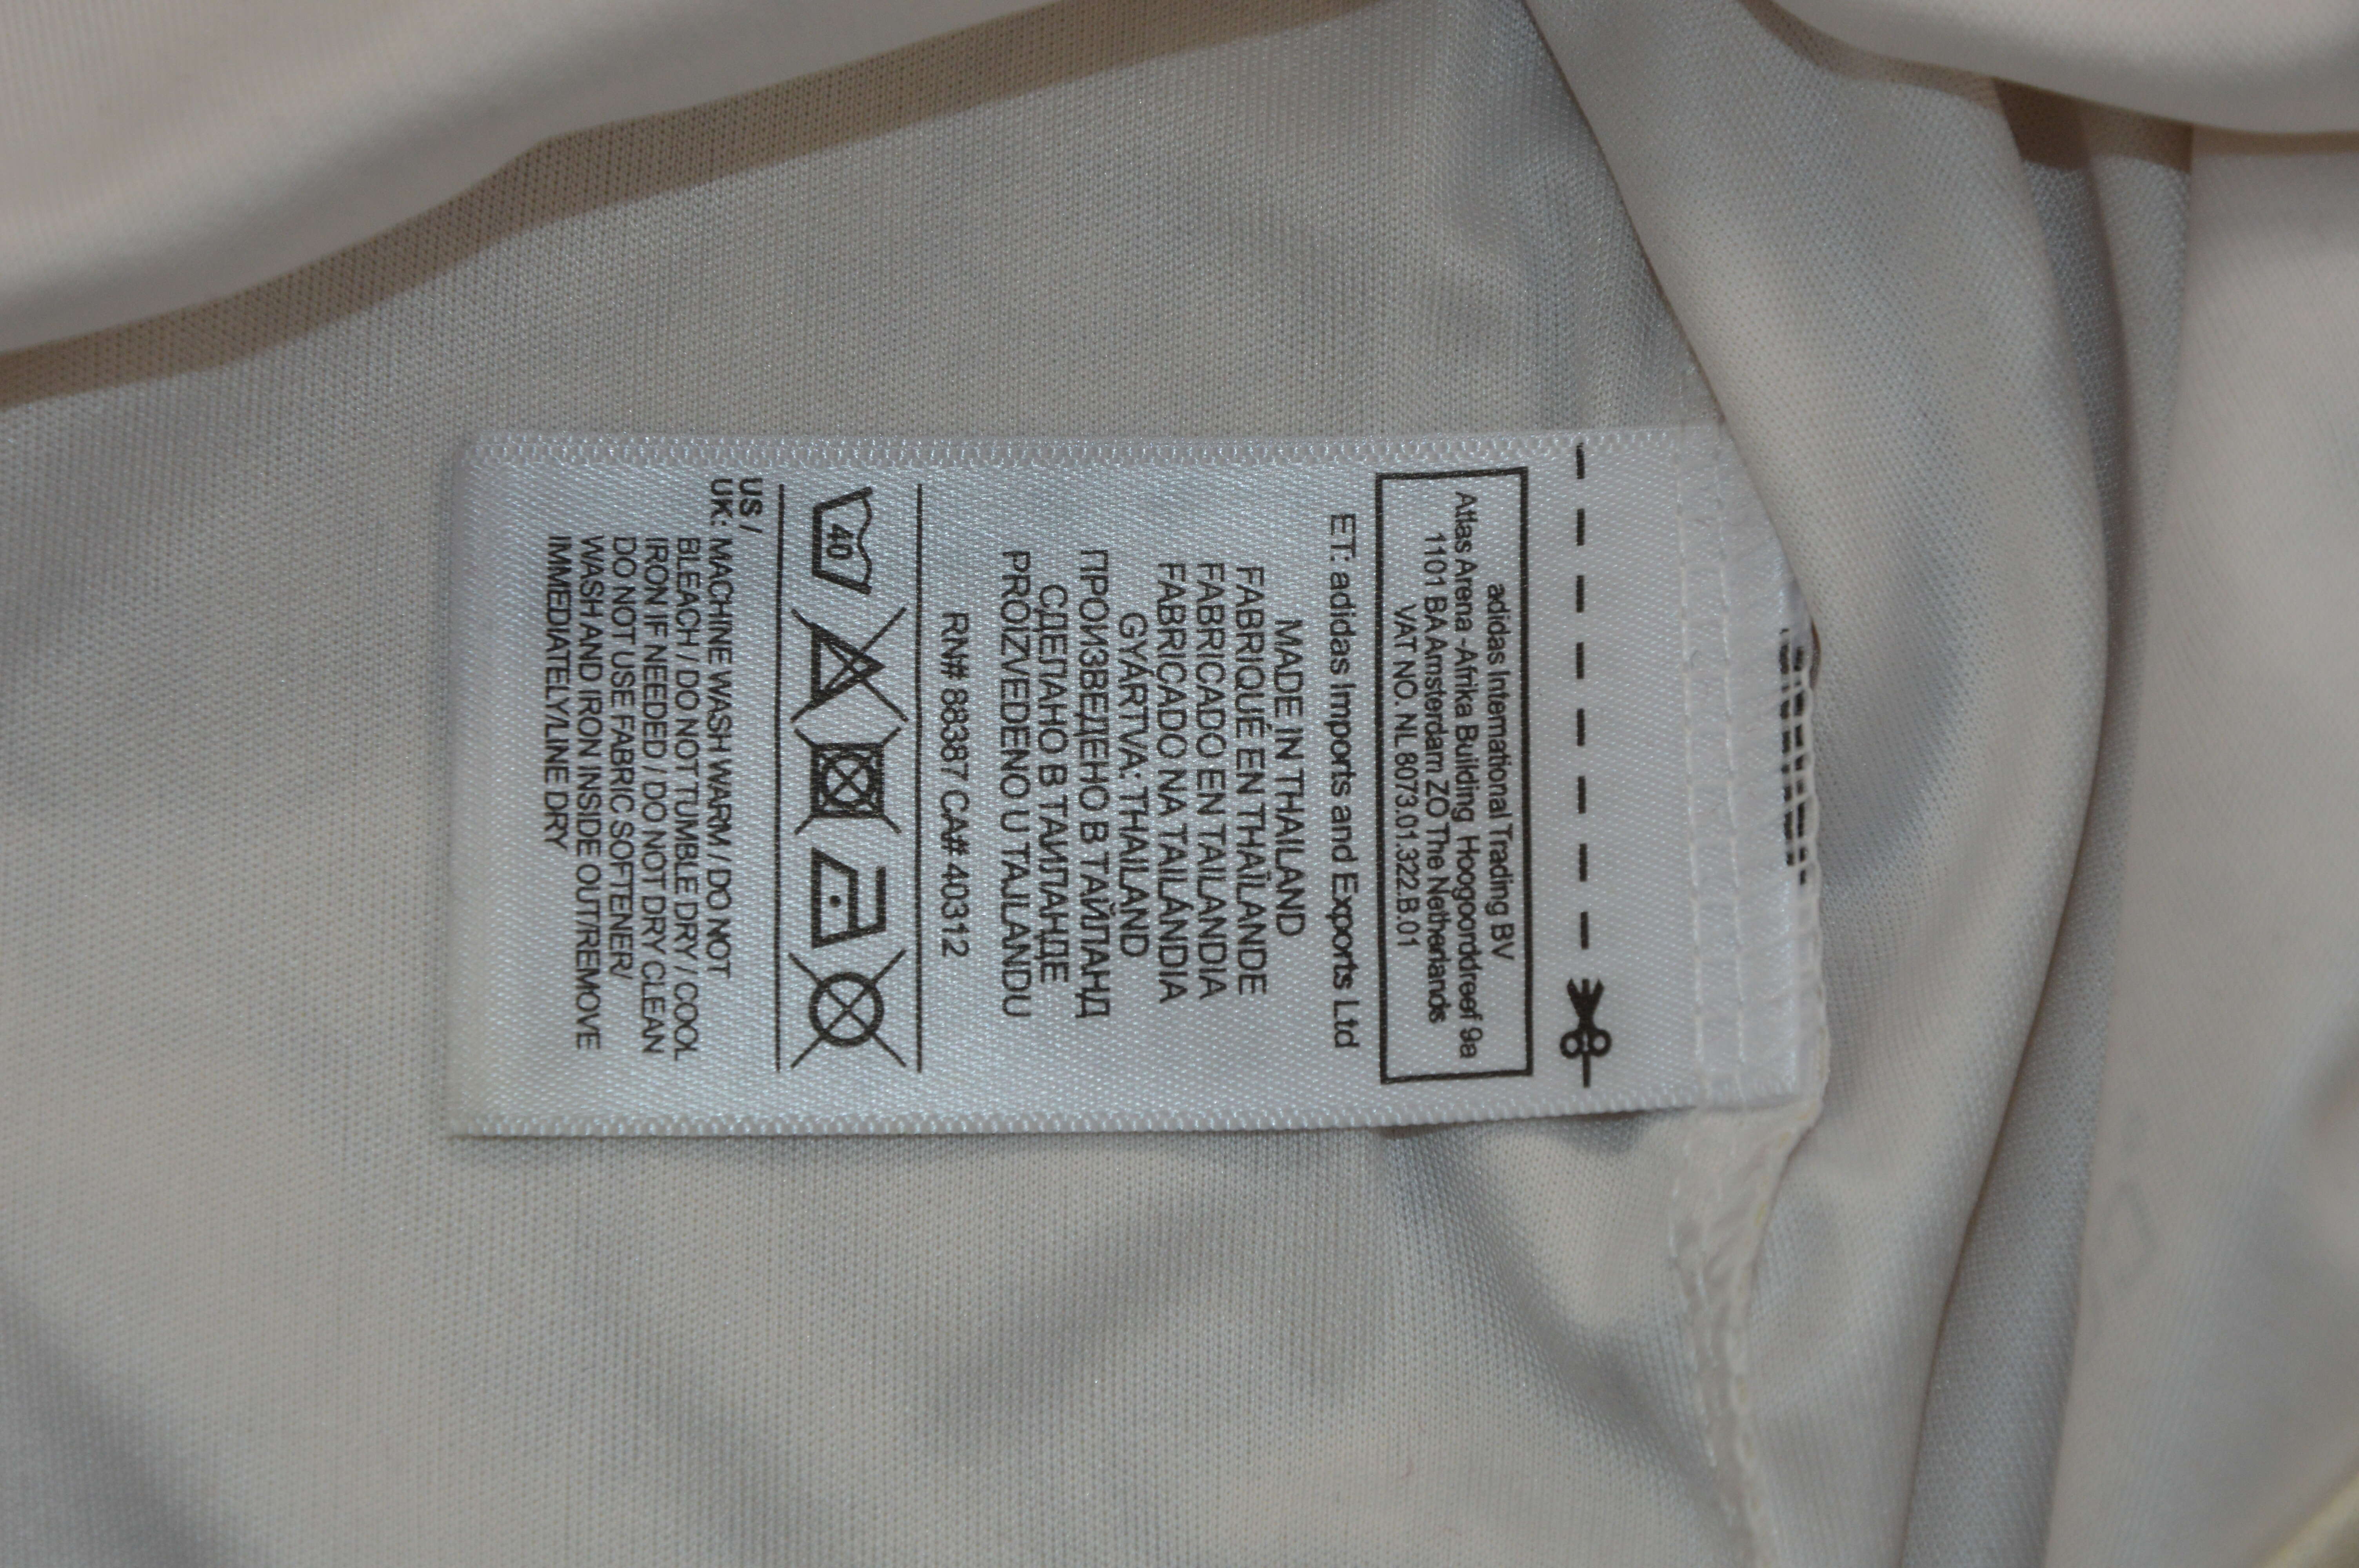 adidas International Trading BV
Atlas Arena -Afrika Building, Hoogoorddreef 9a
1101 BA Amsterdam ZO The Netherlands
VAT NO. NL 8073.01.322.B.01
ET: adidas Imports and Exports Ltd
MADE IN THAILAND
FABRIQUÉ EN THAÏLANDE
FABRICADO EN TAILANDIA
FABRICADO NA TAILÂNDIA
GYÁRTVA: THAILAND
ПРОИЗВЕДЕНО В ТАЙЛАНД
СДЕЛАНО В ТАИЛАНДЕ
PROIZVEDENO U TAJLANDU
RN# 88387 CA# 40312
40
US /
UK: MACHINE WASH WARM / DO NOT
BLEACH / DO NOT TUMBLE DRY / COOL
IRON IF NEEDED / DO NOT DRY CLEAN
DO NOT USE FABRIC SOFTENER/
WASH AND IRON INSIDE OUT/REMOVE
IMMEDIATELY/LINE DRY